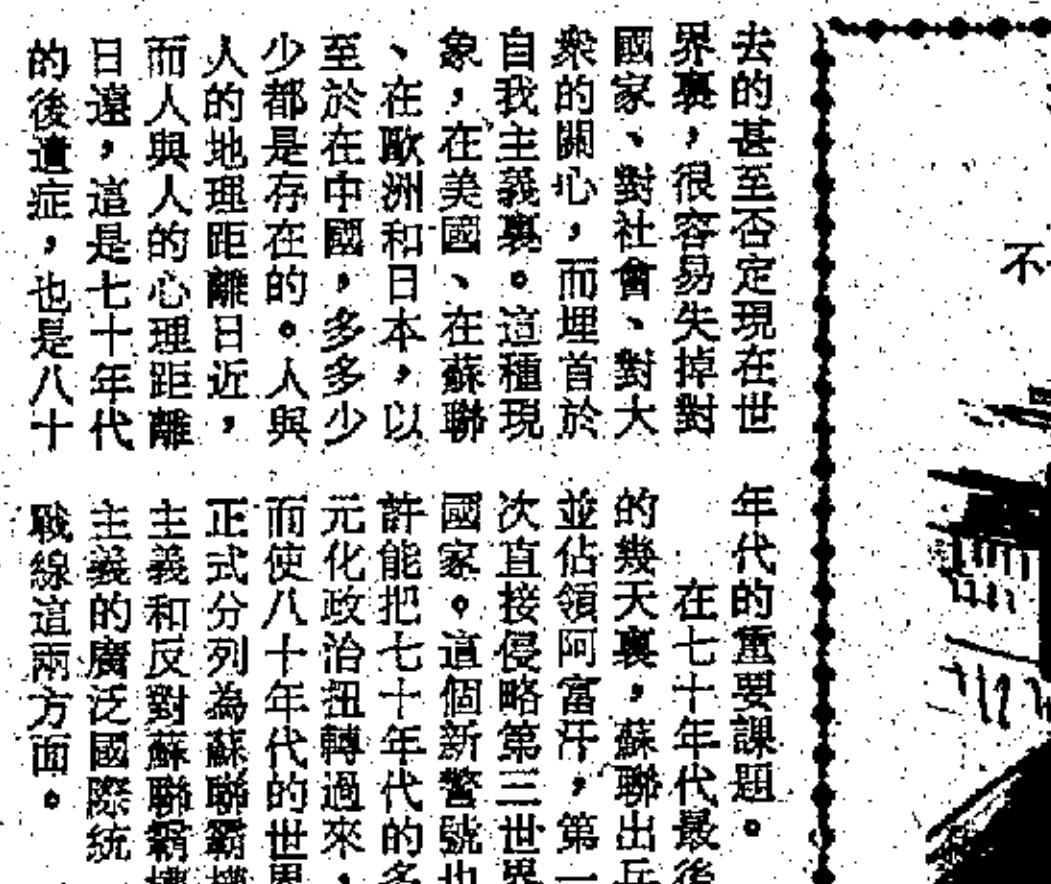 去的甚至否定現在世
界裏，很容易失掉對
國家、對社會、對大
衆的關心，而埋首於
自我主義裏。這種現
象，在美國、在蘇聯
、在歐洲和日本，以
至於在中國，多多少
少都是存在的。人與
人的地理距離日近，
而人與人的心理距離
日遠，這是七十年代
的後遺症，也是八十
年代的重要課題。
在七十年代最後
的幾天裏，蘇聯出兵
並佔領阿富汗，第一
次直接侵略第三世界
國家。這個新警號也
許能把七十年代的多
元化政治扭轉過來，
而使八十年代的世界
正式分列為蘇聯霸權
主義和反對蘇聯霸權
主義的廣泛國際統
戰線這兩方面。
不